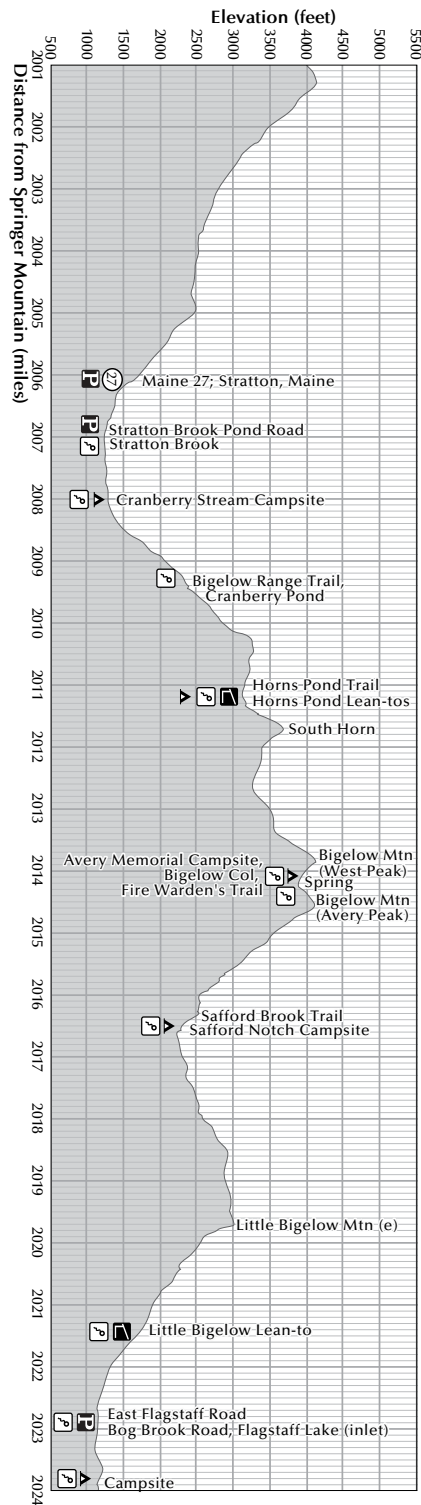 Elevation (feet)
500
1000
1500
2000
2500
3000
3500
4000
4500
5000
5500
Distance from Springer Mountain (miles)
2001
2002
2003
2004
2005
2006
2007
2008
2009
2010
2011
2012
2013
2014
2015
2016
2017
2018
2019
2020
2021
2022
2023
2024
P
27
Maine 27; Stratton, Maine
P
Stratton Brook Pond Road
Stratton Brook
Cranberry Stream Campsite
Bigelow Range Trail,
Cranberry Pond
Horns Pond Trail
Horns Pond Lean-tos
South Horn
Bigelow Mtn
(West Peak)
Avery Memorial Campsite,
Bigelow Col,
Fire Warden's Trail
Spring
Bigelow Mtn
(Avery Peak)
Safford Brook Trail
Safford Notch Campsite
Little Bigelow Mtn (e)
Little Bigelow Lean-to
P
East Flagstaff Road
Bog Brook Road, Flagstaff Lake (inlet)
Campsite